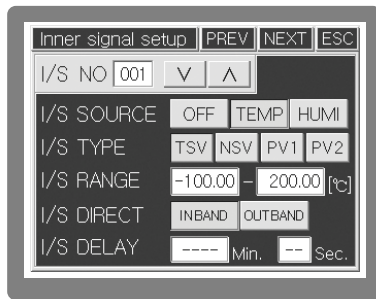 Inner signal setup PREV NEXT ESC
I/S NO 001 ∨ ∧
I/S SOURCE OFF TEMP HUMI
I/S TYPE TSV NSV PV1 PV2
I/S RANGE -100.00 - 200.00 [℃]
I/S DIRECT INBAND OUTBAND
I/S DELAY ---- Min. -- Sec.